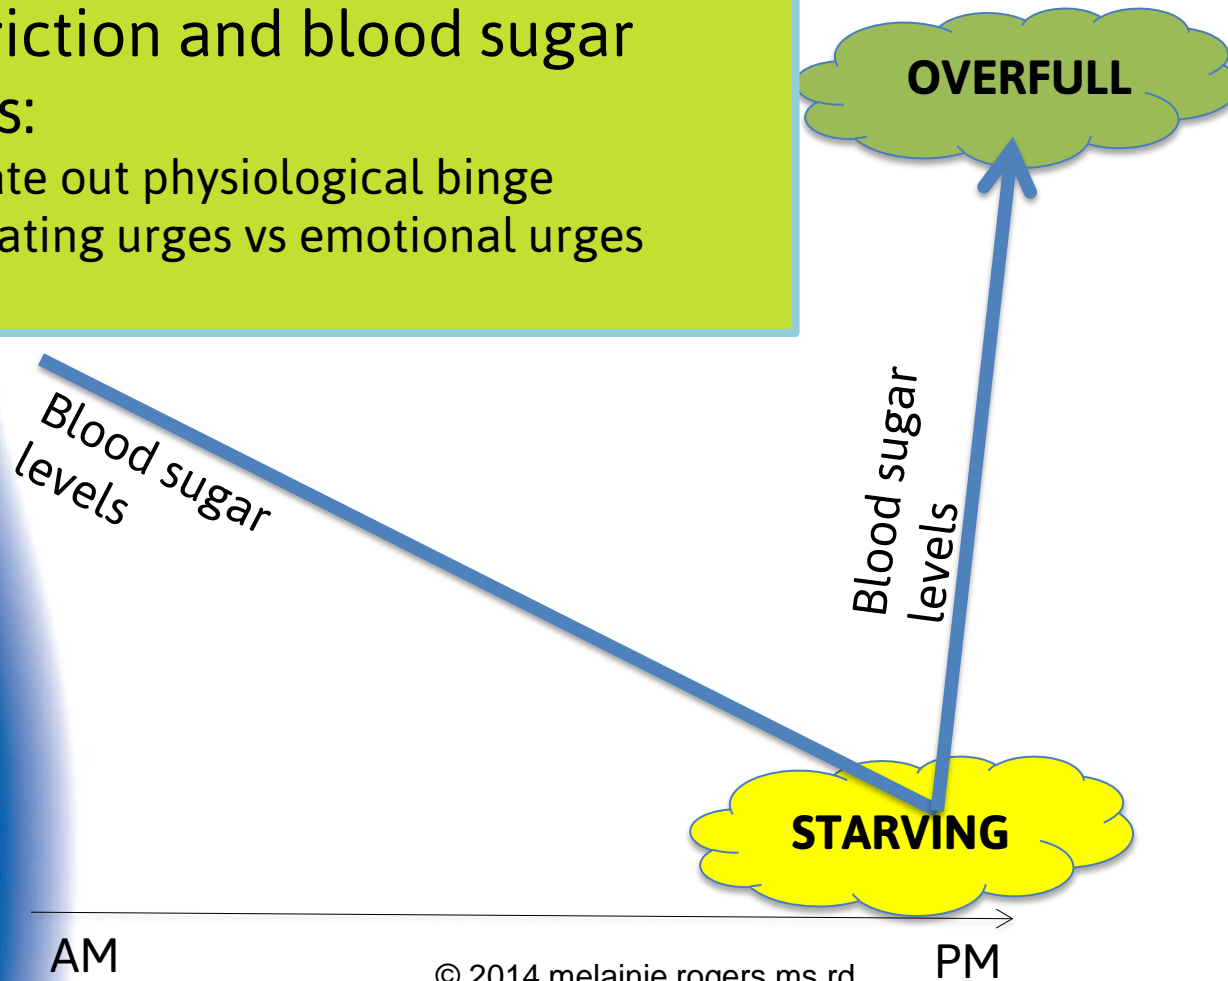 riction and blood sugar
s:
ate out physiological binge
ating urges vs emotional urges
OVERFULL
Blood sugar
levels
Blood sugar
levels
STARVING
AM
PM
© 2014 melainie rogers ms rd